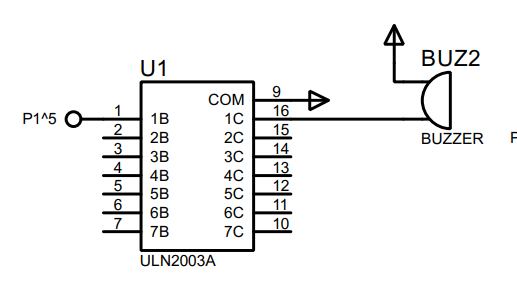 U1
BUZ2
P1^5
1 1B COM 9
2 2B 1C 16
3 3B 2C 15
4 4B 3C 14
5 5B 4C 13
6 6B 5C 12
7 7B 6C 11
7C 10
BUZZER
ULN2003A